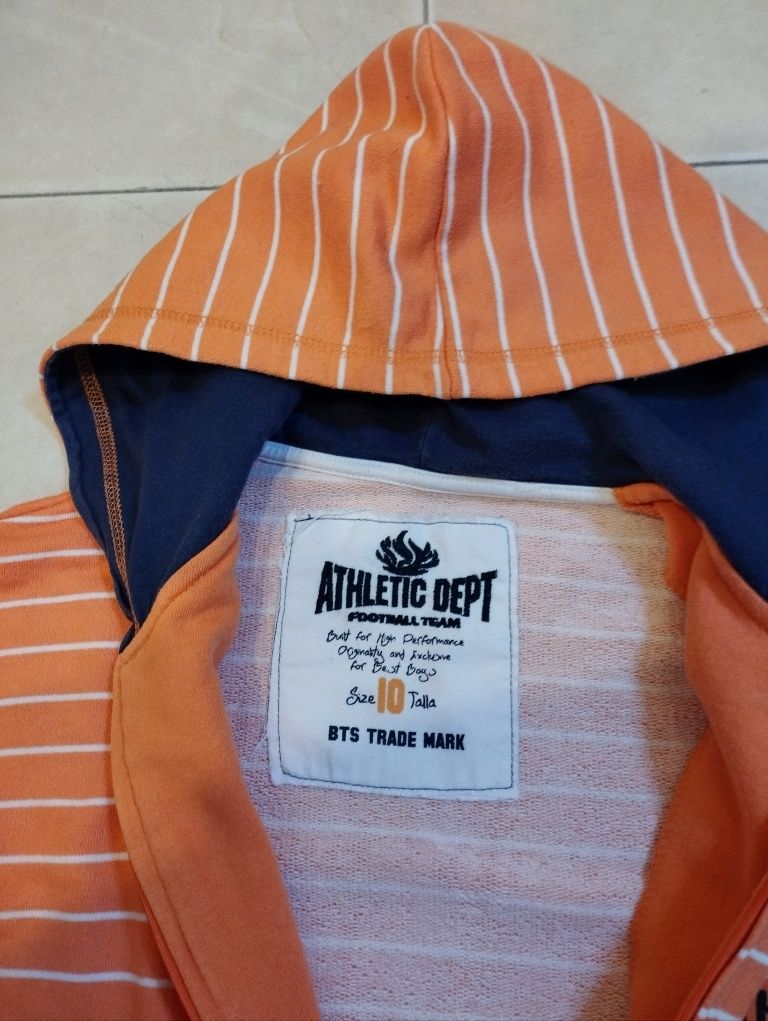 ATHLETIC DEPT
FOOTBALL TEAM
Built for High Performance
Originality and Exclusive
for Best Boys
Size 10 Talla
BTS TRADE MARK